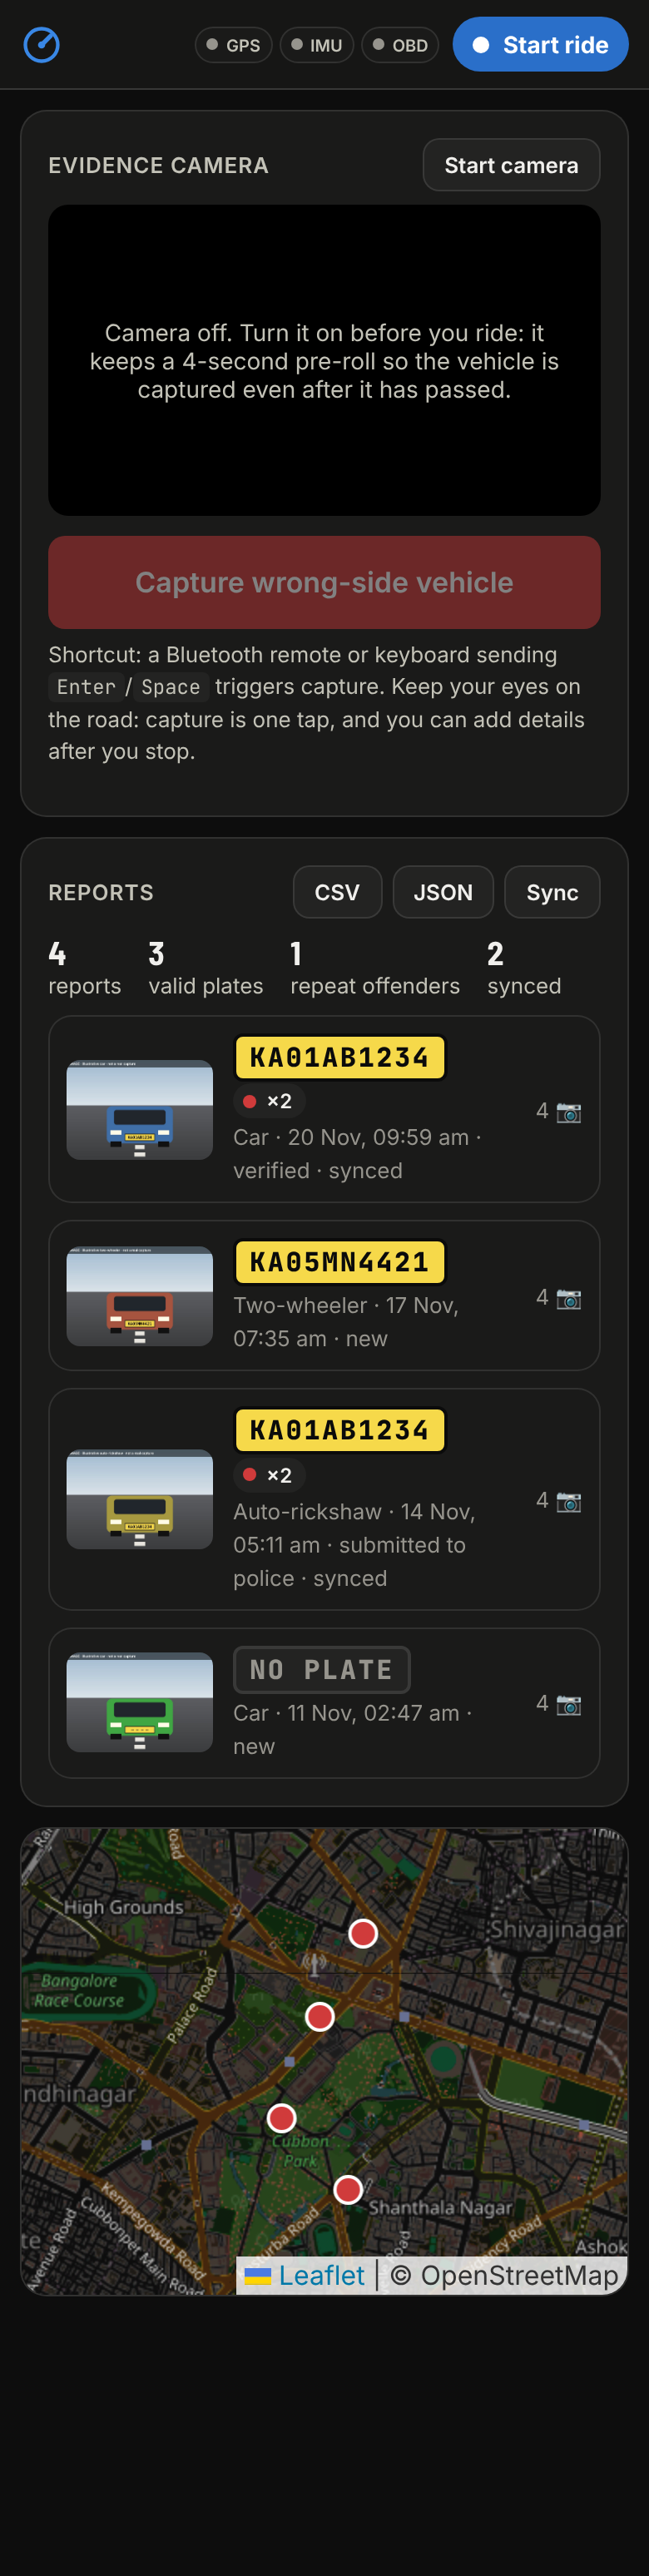 GPS IMU OBD Start ride
EVIDENCE CAMERA Start camera
Camera off. Turn it on before you ride: it
keeps a 4-second pre-roll so the vehicle is
captured even after it has passed.
Capture wrong-side vehicle
Shortcut: a Bluetooth remote or keyboard sending
Enter/Space triggers capture. Keep your eyes on
the road: capture is one tap, and you can add details
after you stop.
REPORTS CSV JSON Sync
4 3 1 2
reports valid plates repeat offenders synced
KA01AB1234
×2
Car · 20 Nov, 09:59 am ·
verified · synced
4
KA05MN4421
Two-wheeler · 17 Nov,
07:35 am · new
4
KA01AB1234
×2
Auto-rickshaw · 14 Nov,
05:11 am · submitted to
police · synced
4
NO PLATE
Car · 11 Nov, 02:47 am ·
new
4
High Grounds
Shivajinagar
Bangalore
Race Course
Palace Road
ndhinagar
Cubbon
Park
Shanthala Nagar
Kempegowda Road
Cubbonper Main Road
Avenue Road
Ashok
Leaflet | © OpenStreetMap